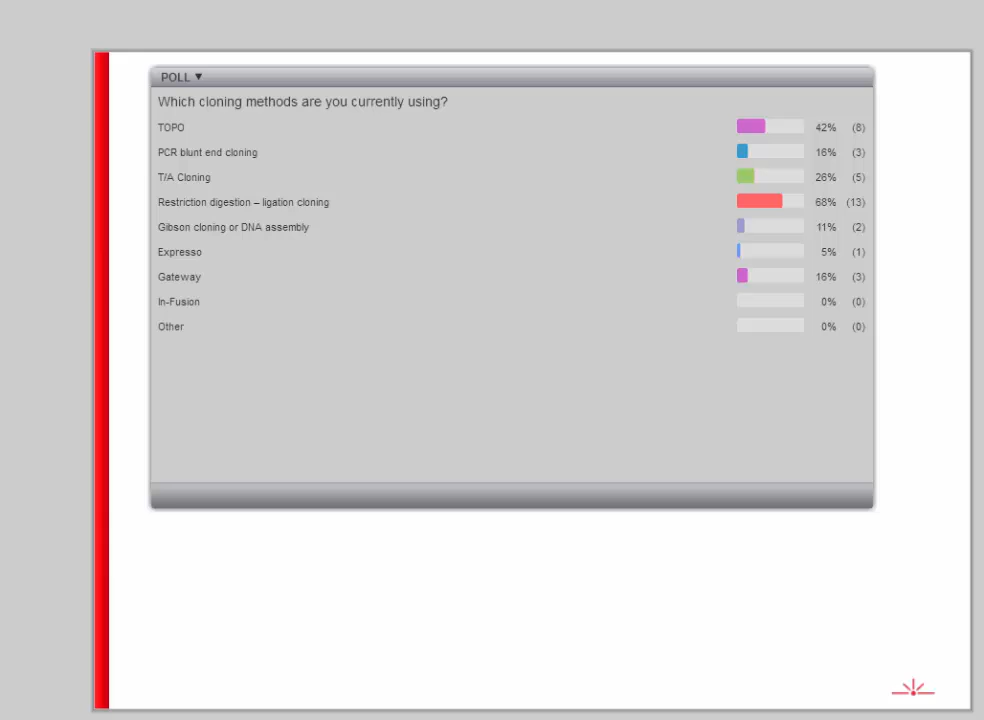 POLL ▼
Which cloning methods are you currently using?
TOPO 42% (8)
PCR blunt end cloning 16% (3)
T/A Cloning 26% (5)
Restriction digestion – ligation cloning 68% (13)
Gibson cloning or DNA assembly 11% (2)
Expresso 5% (1)
Gateway 16% (3)
In-Fusion 0% (0)
Other 0% (0)